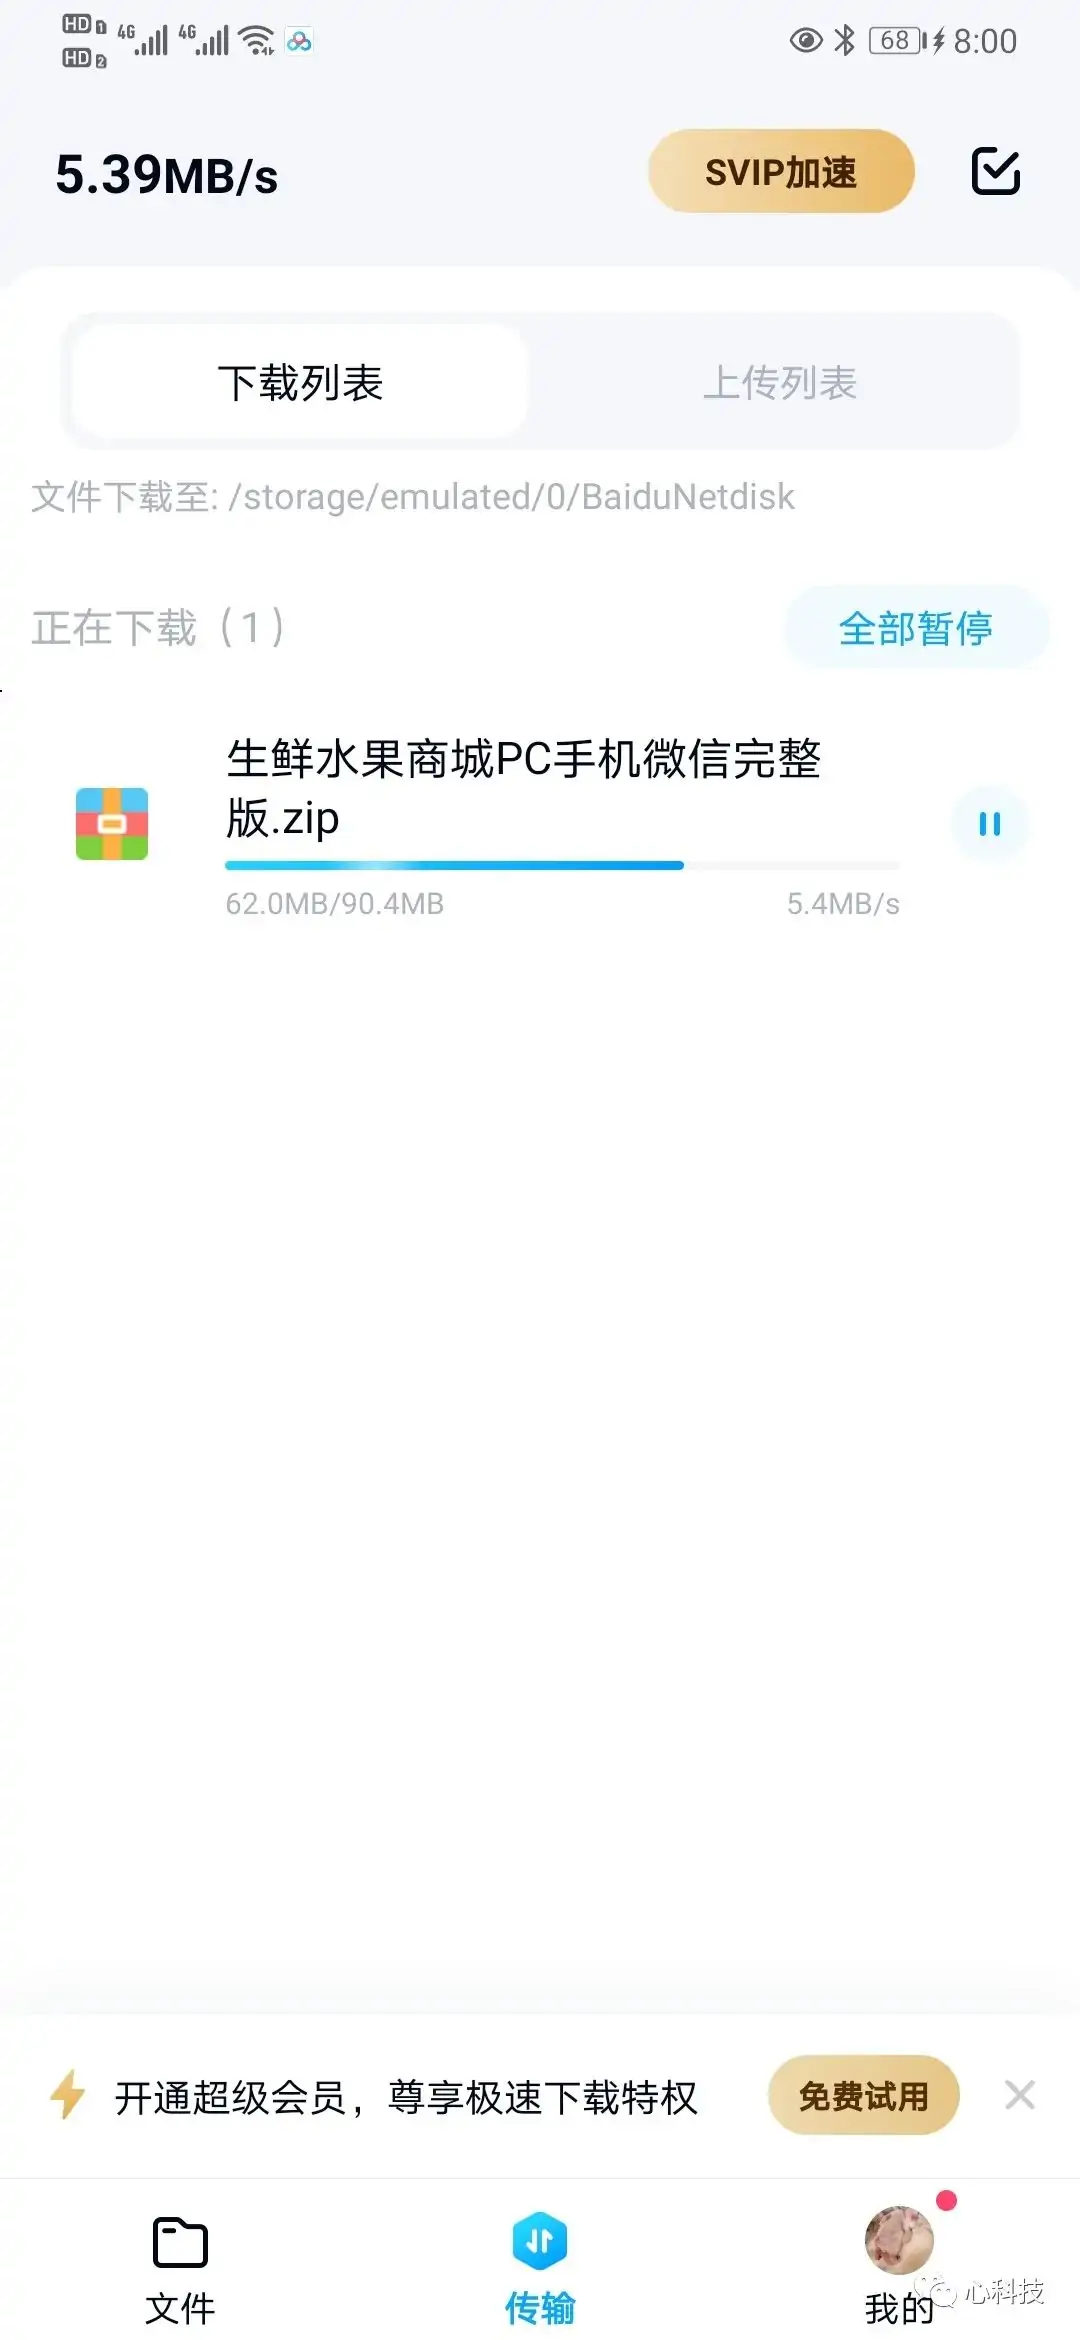 HD 1 4G 4G 68 8:00
HD 2
5.39MB/s SVIP加速
下载列表 上传列表
文件下载至: /storage/emulated/0/BaiduNetdisk
正在下载（1） 全部暂停
生鲜水果商城PC手机微信完整
版.zip
62.0MB/90.4MB 5.4MB/s
开通超级会员，尊享极速下载特权 免费试用
文件 传输 我的
心科技